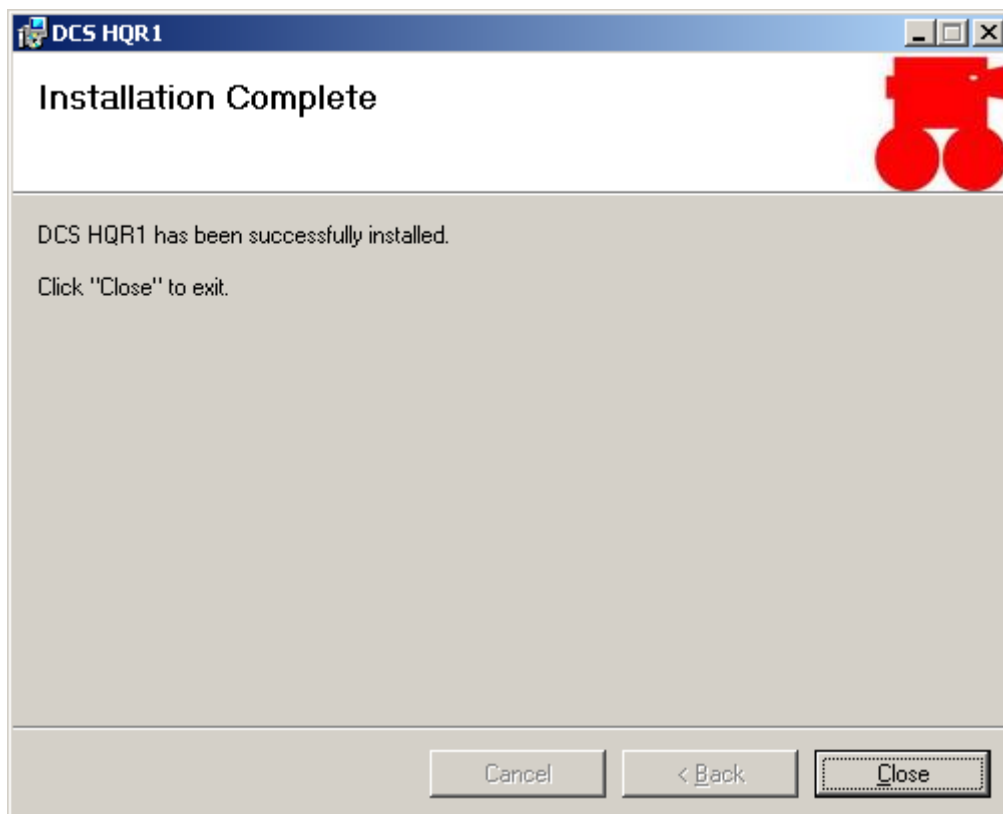 DCS HQR1
Installation Complete
DCS HQR1 has been successfully installed.
Click "Close" to exit.
Cancel
< Back
Close